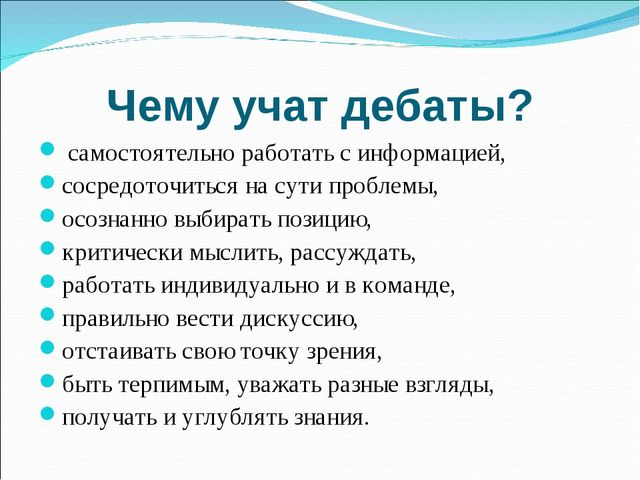 Чему учат дебаты?
самостоятельно работать с информацией,
сосредоточиться на сути проблемы,
осознанно выбирать позицию,
критически мыслить, рассуждать,
работать индивидуально и в команде,
правильно вести дискуссию,
отстаивать свою точку зрения,
быть терпимым, уважать разные взгляды,
получать и углублять знания.